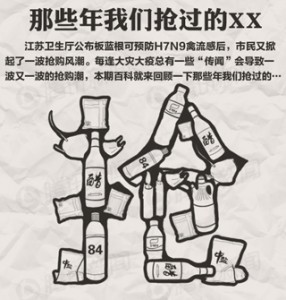 那些年我们抢过的XX
江苏卫生厅公布板蓝根可预防H7N9禽流感后，市民又掀
起了一波抢购风潮。每逢大灾大疫总有一些“传闻”会导致一
波又一波的抢购潮，本期百科就来回顾一下那些年我们抢过的…
醋
84
醋
84